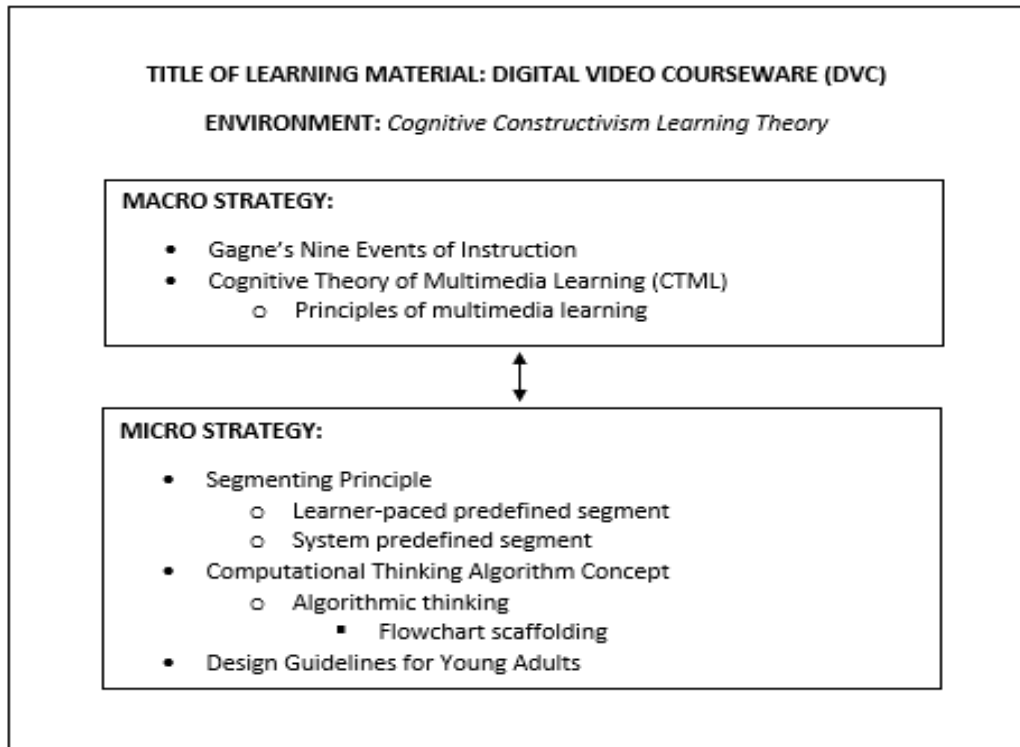 TITLE OF LEARNING MATERIAL: DIGITAL VIDEO COURSEWARE (DVC)
ENVIRONMENT: Cognitive Constructivism Learning Theory
MACRO STRATEGY:
• Gagne's Nine Events of Instruction
• Cognitive Theory of Multimedia Learning (CTML)
o Principles of multimedia learning
MICRO STRATEGY:
• Segmenting Principle
o Learner-paced predefined segment
o System predefined segment
• Computational Thinking Algorithm Concept
o Algorithmic thinking
▪ Flowchart scaffolding
• Design Guidelines for Young Adults